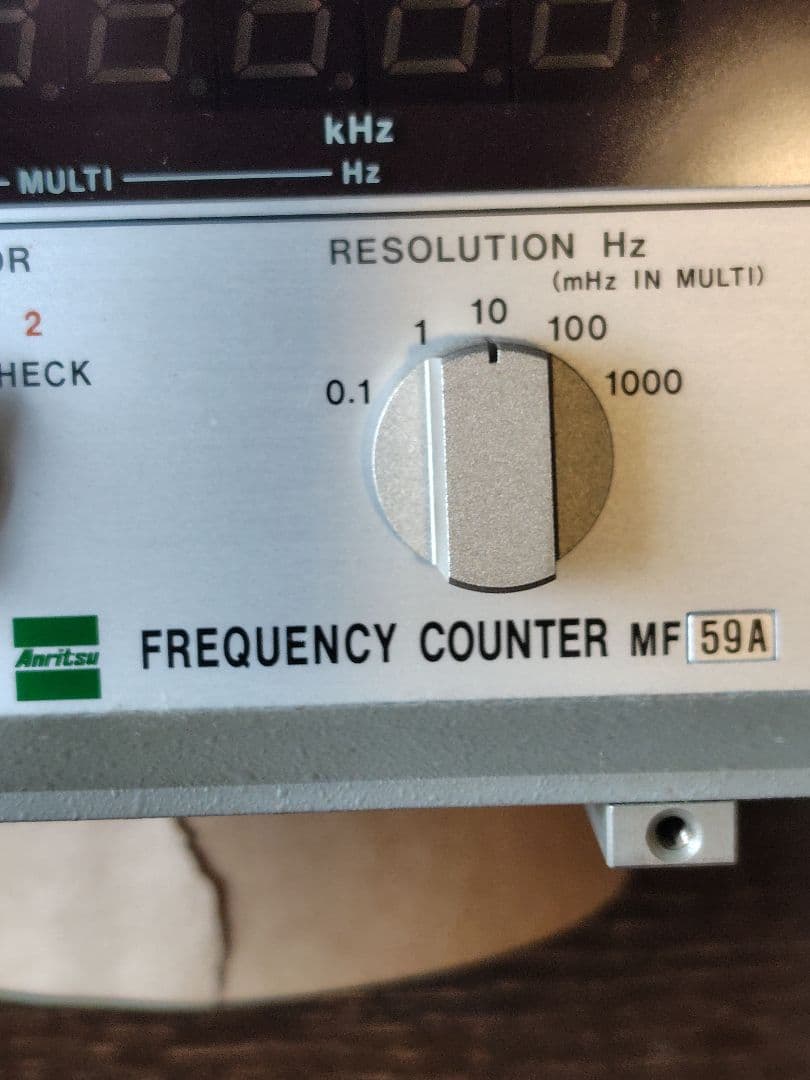 kHz
MULTI
Hz
OR
RESOLUTION Hz
(mHz IN MULTI)
2
1 10 100
HECK
0.1 1000
Anritsu FREQUENCY COUNTER MF 59A